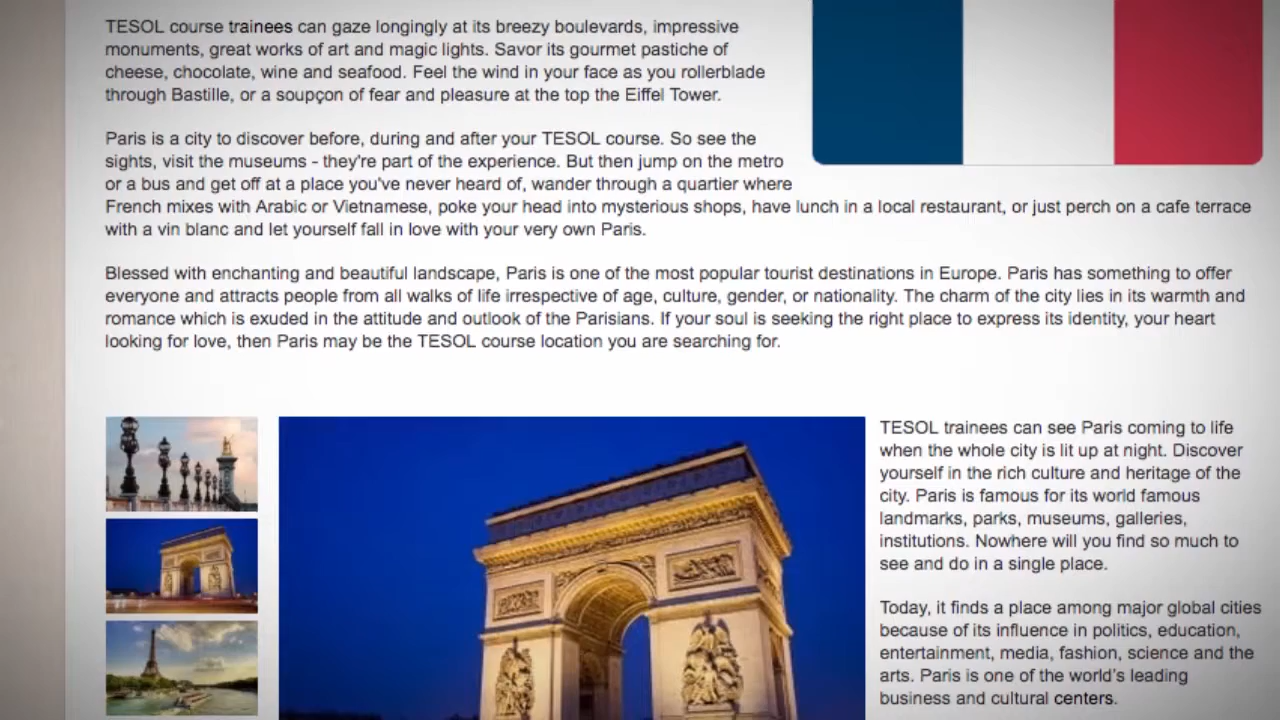 TESOL course trainees can gaze longingly at its breezy boulevards, impressive
monuments, great works of art and magic lights. Savor its gourmet pastiche of
cheese, chocolate, wine and seafood. Feel the wind in your face as you rollerblade
through Bastille, or a soupçon of fear and pleasure at the top the Eiffel Tower.
Paris is a city to discover before, during and after your TESOL course. So see the
sights, visit the museums - they're part of the experience. But then jump on the metro
or a bus and get off at a place you've never heard of, wander through a quartier where
French mixes with Arabic or Vietnamese, poke your head into mysterious shops, have lunch in a local restaurant, or just perch on a cafe terrace
with a vin blanc and let yourself fall in love with your very own Paris.
Blessed with enchanting and beautiful landscape, Paris is one of the most popular tourist destinations in Europe. Paris has something to offer
everyone and attracts people from all walks of life irrespective of age, culture, gender, or nationality. The charm of the city lies in its warmth and
romance which is exuded in the attitude and outlook of the Parisians. If your soul is seeking the right place to express its identity, your heart
looking for love, then Paris may be the TESOL course location you are searching for.
TESOL trainees can see Paris coming to life
when the whole city is lit up at night. Discover
yourself in the rich culture and heritage of the
city. Paris is famous for its world famous
landmarks, parks, museums, galleries,
institutions. Nowhere will you find so much to
see and do in a single place.
Today, it finds a place among major global cities
because of its influence in politics, education,
entertainment, media, fashion, science and the
arts. Paris is one of the world's leading
business and cultural centers.